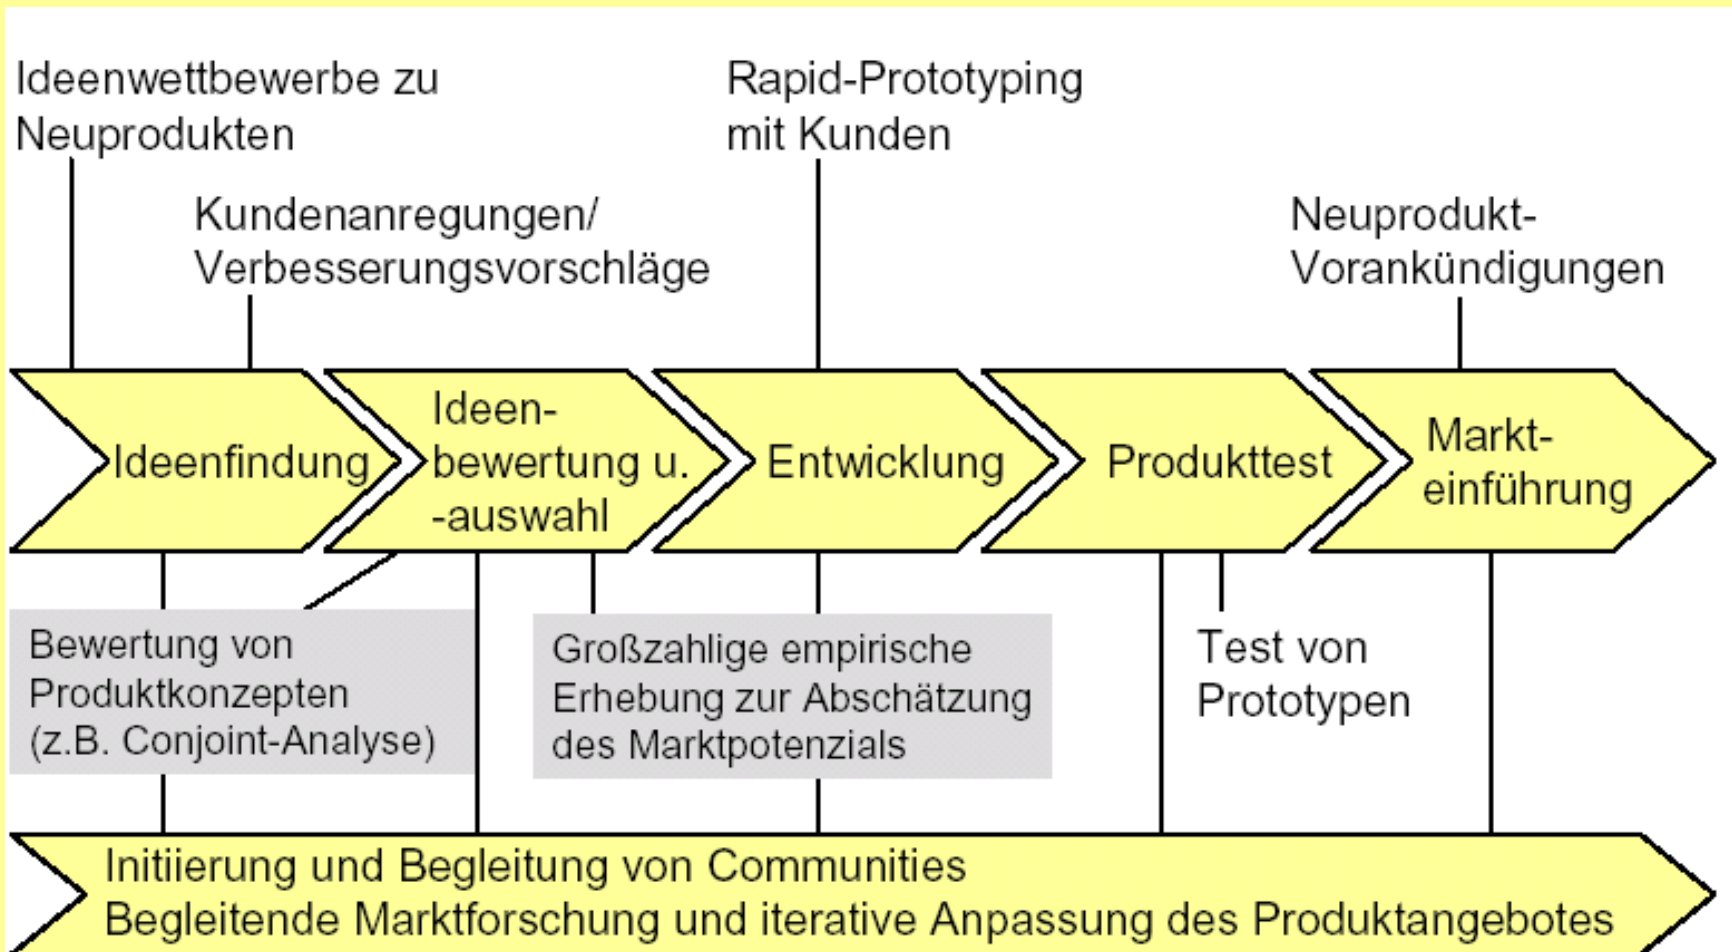 Ideenwettbewerbe zu
Neuprodukten
Rapid-Prototyping
mit Kunden
Kundenanregungen/
Verbesserungsvorschläge
Neuprodukt-
Vorankündigungen
Ideenfindung
Ideen-
bewertung u.
-auswahl
Entwicklung
Produkttest
Markt-
einführung
Bewertung von
Produktkonzepten
(z.B. Conjoint-Analyse)
Großzahlige empirische
Erhebung zur Abschätzung
des Marktpotenzials
Test von
Prototypen
Initiierung und Begleitung von Communities
Begleitende Marktforschung und iterative Anpassung des Produktangebotes